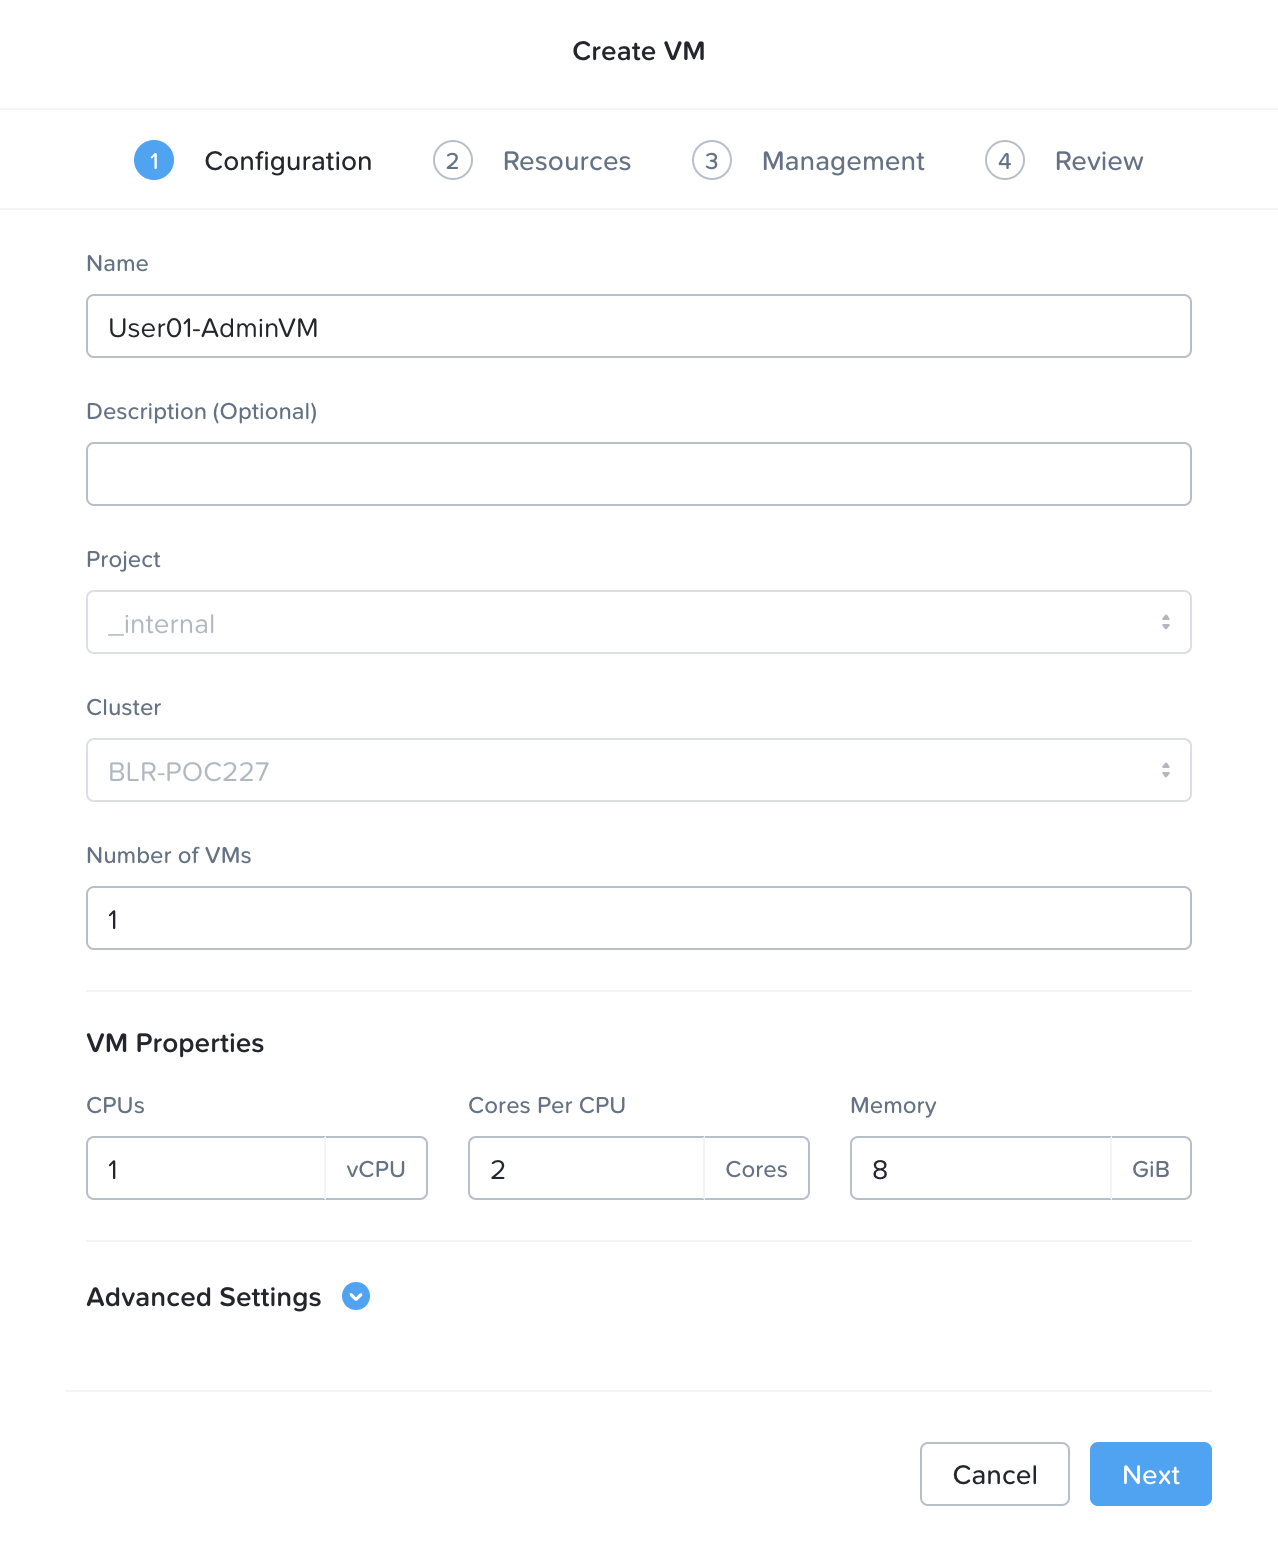 Create VM
1 Configuration 2 Resources 3 Management 4 Review
Name
User01-AdminVM
Description (Optional)
Project
_internal
Cluster
BLR-POC227
Number of VMs
1
VM Properties
CPUs Cores Per CPU Memory
1 vCPU 2 Cores 8 GiB
Advanced Settings
Cancel Next